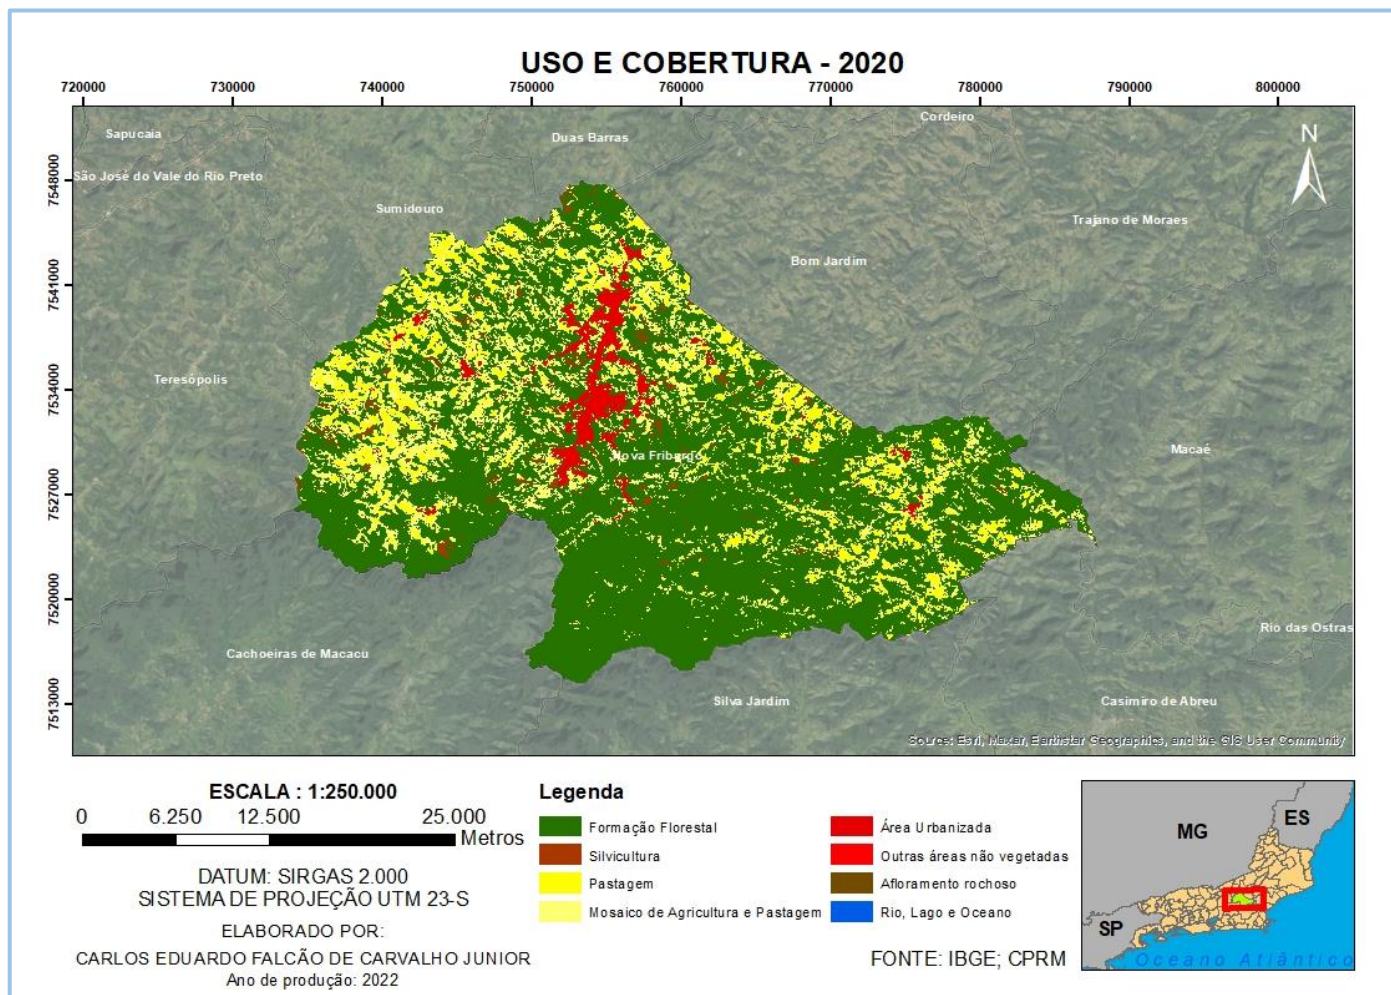 USO E COBERTURA - 2020
720000 730000 740000 750000 760000 770000 780000 790000 800000
7548000
7541000
7534000
7527000
7520000
7513000
Cordeiro
Sapucaia
Duas Barras
N
São José do Vale do Rio Preto
Sumidouro
Trajano de Moraes
Bom Jardim
Teresópolis
Macaé
Nova Friburgo
Rio das Ostras
Cachoeiras de Macacu
Silva Jardim
Casimiro de Abreu
Source: Esri, Maxar, Earthstar Geographics, and the GIS User Community
ESCALA : 1:250.000
0 6.250 12.500 25.000
Metros
DATUM: SIRGAS 2.000
SISTEMA DE PROJEÇÃO UTM 23-S
ELABORADO POR:
CARLOS EDUARDO FALCÃO DE CARVALHO JUNIOR
Ano de produção: 2022
Legenda
Formação Florestal
Silvicultura
Pastagem
Mosaico de Agricultura e Pastagem
Área Urbanizada
Outras áreas não vegetadas
Afloramento rochoso
Rio, Lago e Oceano
FONTE: IBGE; CPRM
MG
ES
SP
Oceano Atlântico